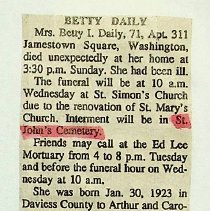 BETTY DAILY
Mrs. Betty I. Daily, 71, Apt. 311
Jamestown Square, Washington,
died unexpectedly at her home at
3:30 p.m. Sunday. She had been ill.
The funeral will be at 10 a.m.
Wednesday at St. Simon's Church
due to the renovation of St. Mary's
Church. Interment will be in St.
John's Cemetery.
Friends may call at the Ed Lee
Mortuary from 4 to 8 p.m. Tuesday
and before the funeral hour on Wed-
nesday at 10 a.m.
She was born Jan. 30, 1923 in
Daviess County to Arthur and Caro-